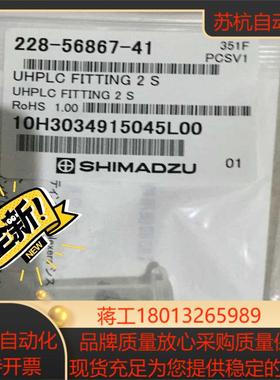 苏杭自动
228-56867-41
351F
PCSV1
UHPLC FITTING 2 S
UHPLC FITTING 2 S
RoHS 1.00
10H3034915045L00
SHIMADZU
01
全新!
蒋工18013265989
自动化
品牌质量放心采购质量保
开票
现货充足为您提供稳定的